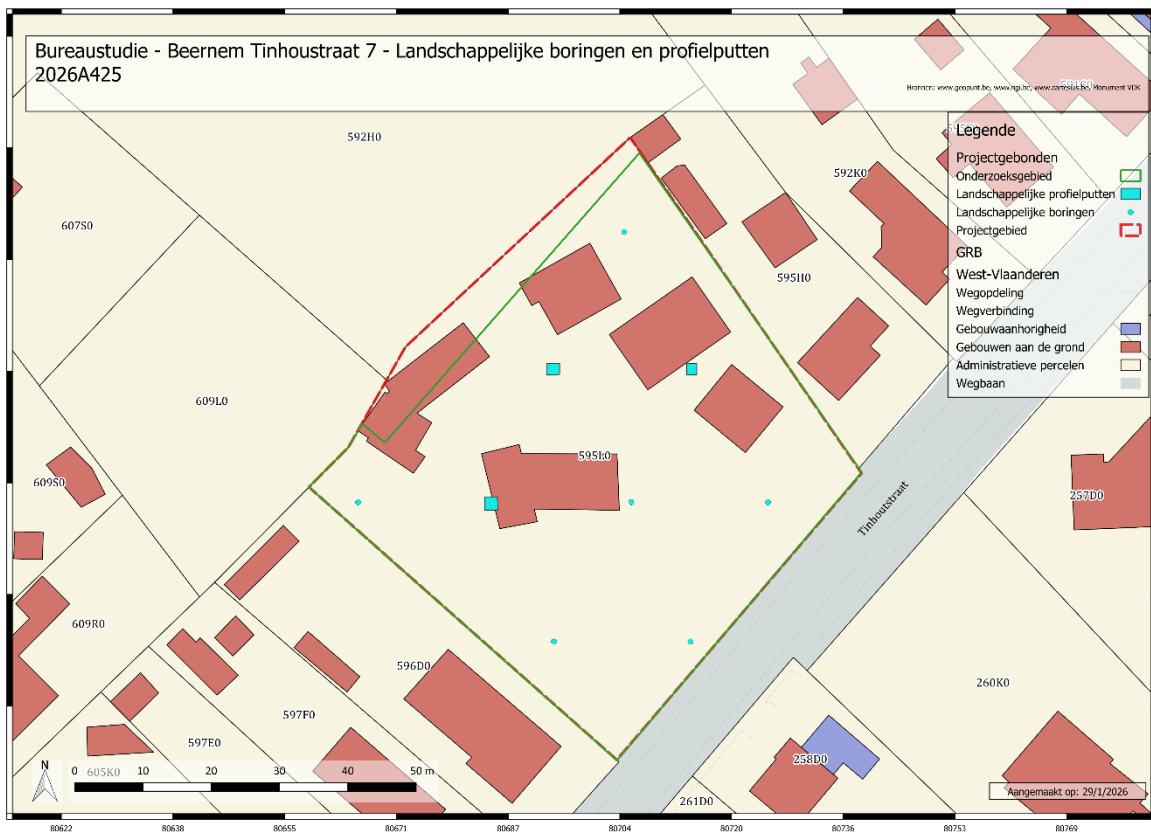 Bureaustudie - Beernem Tinhoustraat 7 - Landschappelijke boringen en profielputten
2026A425
Bronnen: www.geopunt.be, www.ngi.be, www.cartesius.be, Monument VDK
Legende
Projectgebonden
Onderzoeksgebied
Landschappelijke profielputten
Landschappelijke boringen
Projectgebied
GRB
West-Vlaanderen
Wegopdeling
Wegverbinding
Gebouwaanhorigheid
Gebouwen aan de grond
Administratieve percelen
Wegbaan
592H0
592K0
607S0
595H0
609L0
595L0
609S0
257D0
Tinhoutstraat
609R0
596D0
260K0
597F0
597E0
258D0
605K0
261D0
N
0 10 20 30 40 50 m
Aangemaakt op: 29/1/2026
80622 80638 80655 80671 80687 80704 80720 80736 80753 80769